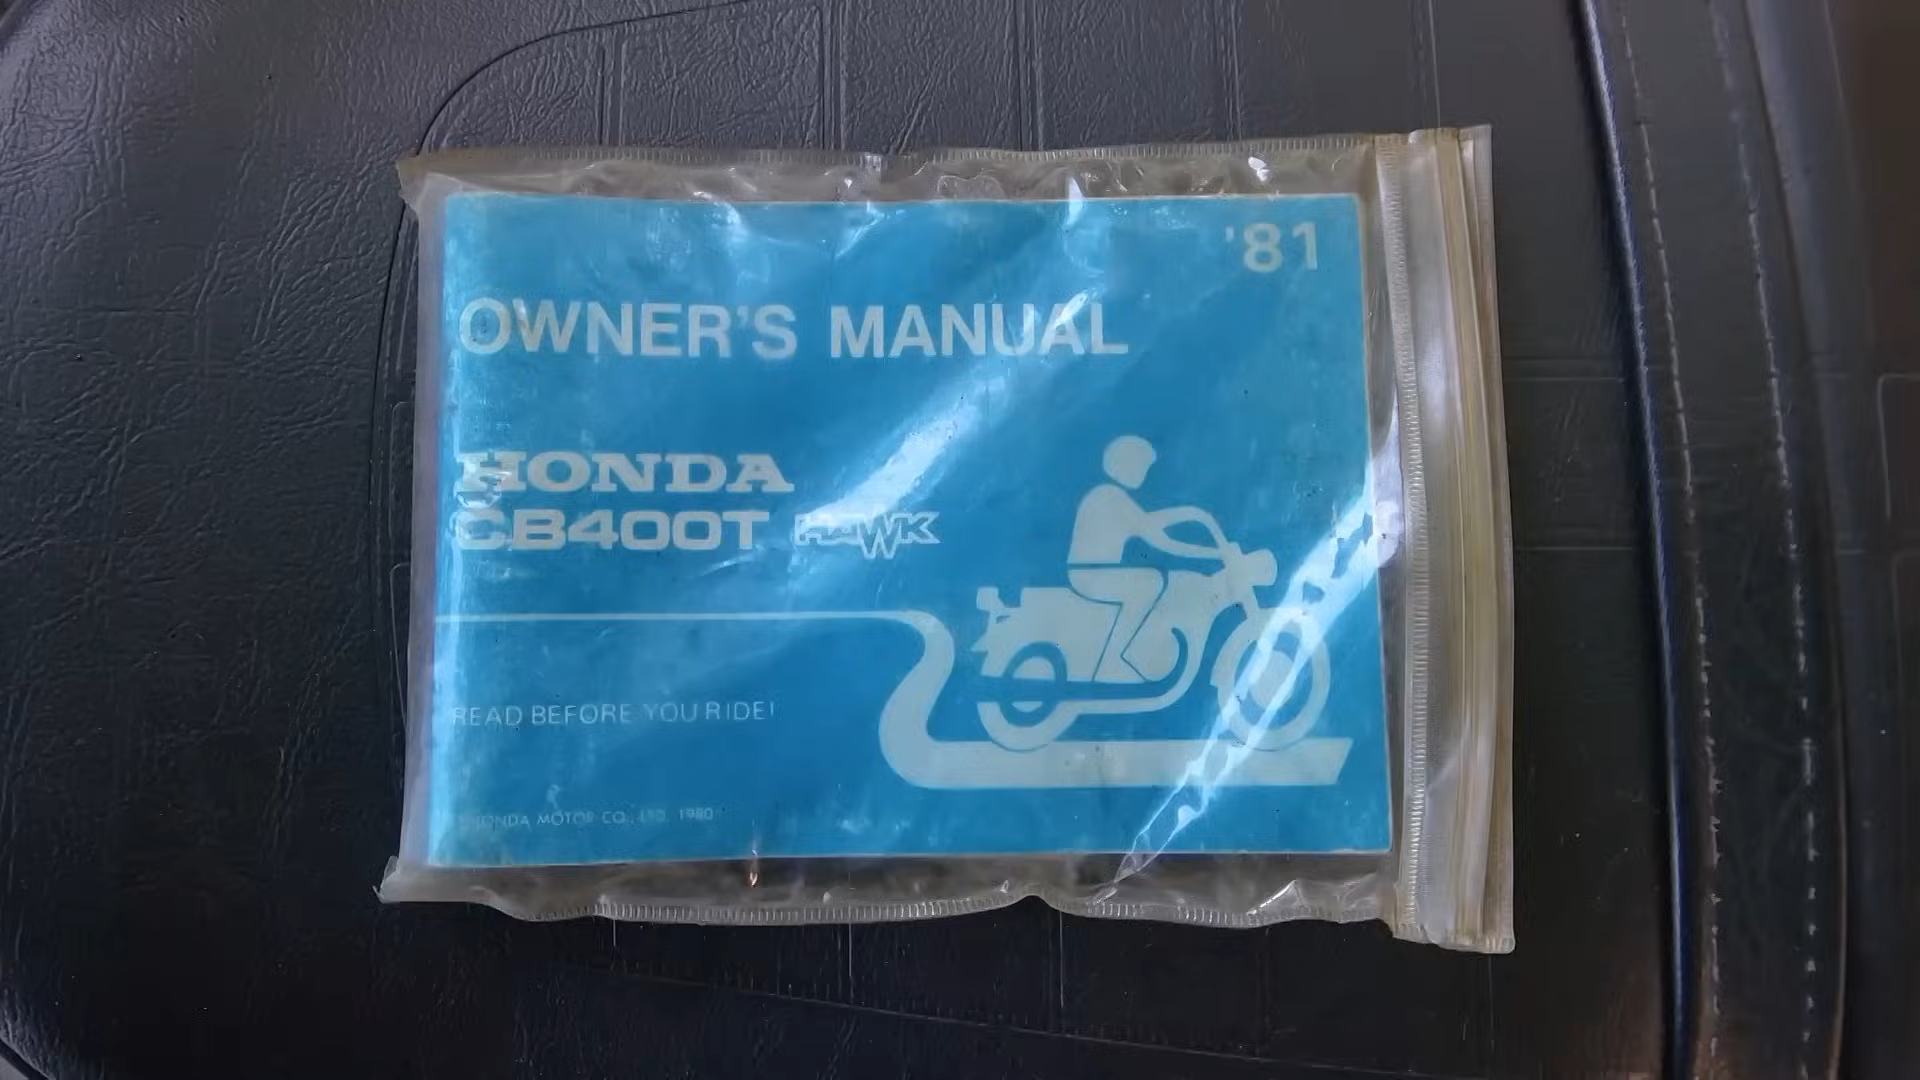 '81
OWNER'S MANUAL
HONDA
CB400T HAWK
READ BEFORE YOU RIDE!
HONDA MOTOR CO., LTD. 1980